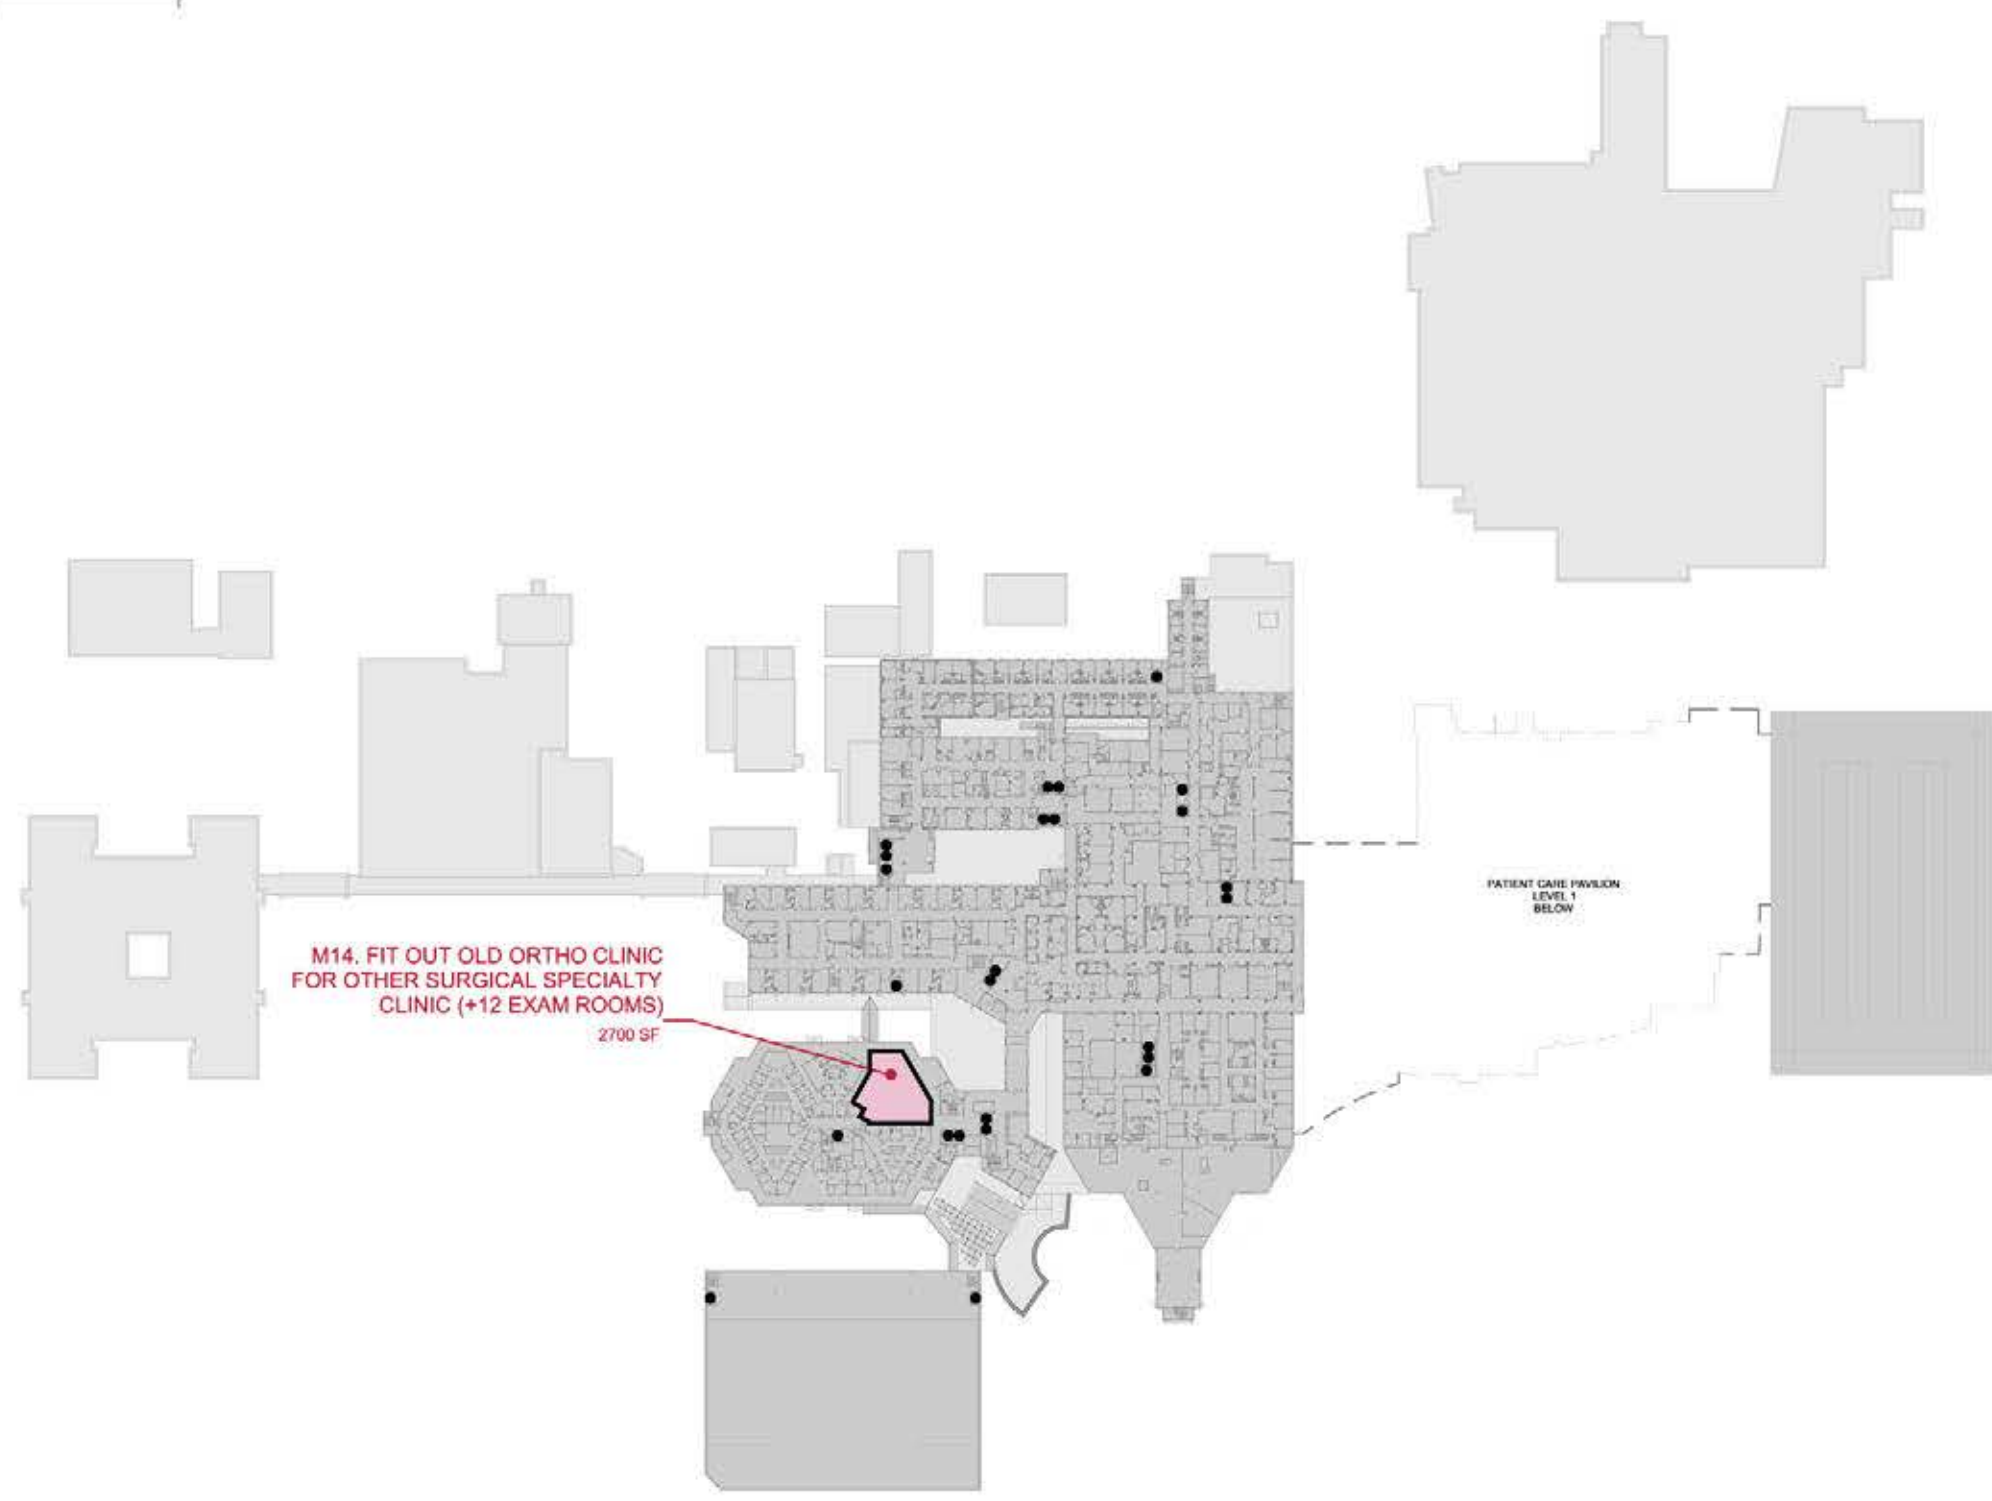 M14. FIT OUT OLD ORTHO CLINIC
FOR OTHER SURGICAL SPECIALTY
CLINIC (+12 EXAM ROOMS)
2700 SF
PATIENT CARE PAVILION
LEVEL 1
BELOW